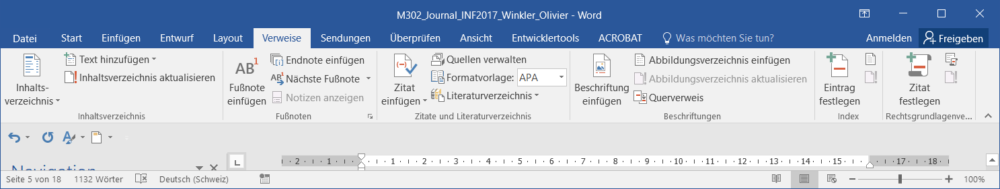 M302_Journal_INF2017_Winkler_Olivier - Word
Datei Start Einfügen Entwurf Layout Verweise Sendungen Überprüfen Ansicht Entwicklertools ACROBAT Was möchten Sie tun? Anmelden Freigeben
Inhalts-
verzeichnis
Text hinzufügen
Inhaltsverzeichnis aktualisieren
Inhaltsverzeichnis
AB1
Fußnote
einfügen
Endnote einfügen
Nächste Fußnote
Notizen anzeigen
Fußnoten
Zitat
einfügen
Quellen verwalten
Formatvorlage: APA
Literaturverzeichnis
Zitate und Literaturverzeichnis
Beschriftung
einfügen
Abbildungsverzeichnis einfügen
Abbildungsverzeichnis aktualisieren
Querverweis
Beschriftungen
Eintrag
festlegen
Index
Zitat
festlegen
Rechtsgrundlagenve...
Navigation
2 1 1 2 3 4 5 6 7 8 9 10 11 12 13 14 15 17 18
Seite 5 von 18 1132 Wörter Deutsch (Schweiz) 100%